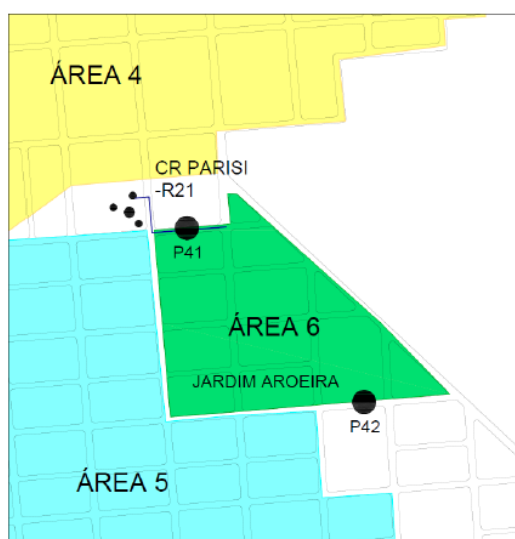 ÁREA 4
CR PARISI
-R21
P41
ÁREA 6
JARDIM AROEIRA
P42
ÁREA 5